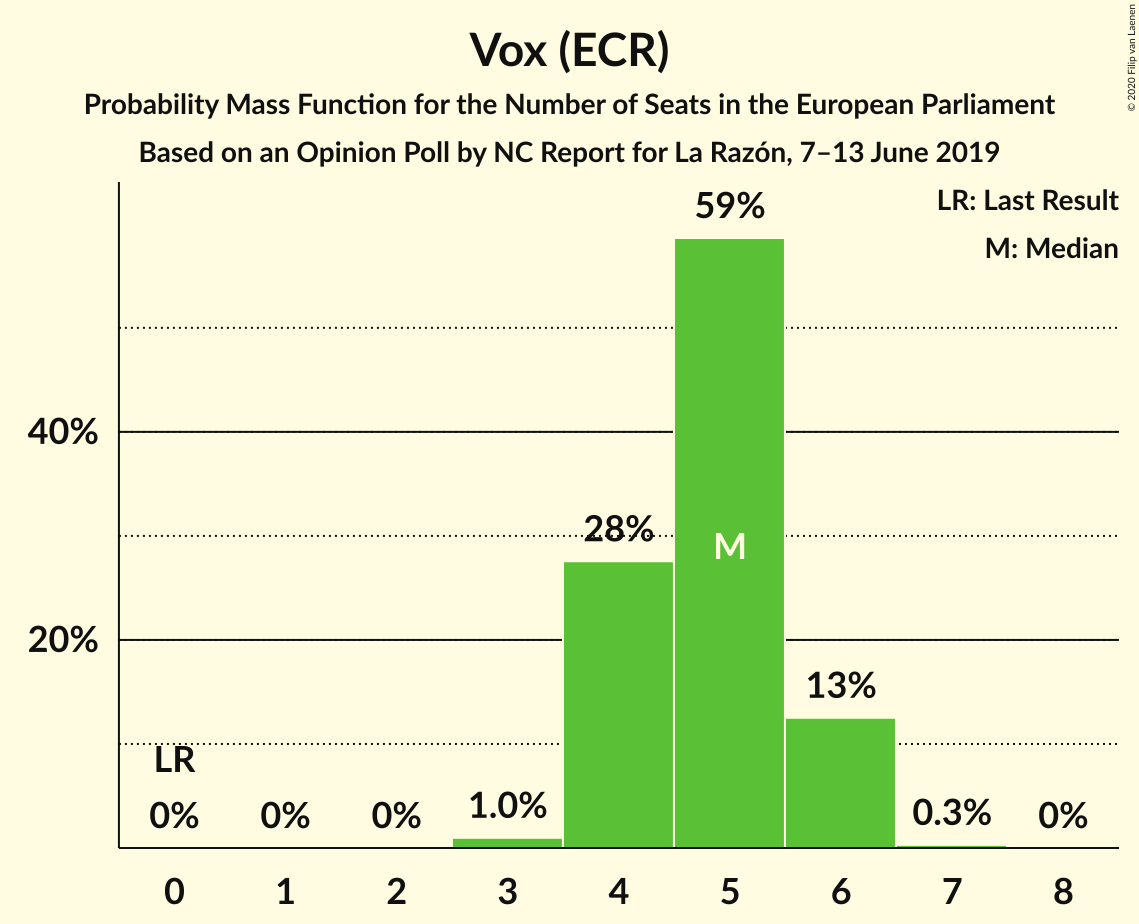 Vox (ECR)
Probability Mass Function for the Number of Seats in the European Parliament
Based on an Opinion Poll by NC Report for La Razón, 7–13 June 2019
© 2020 Filip van Laenen
LR: Last Result
M: Median
59%
40%
28%
M
20%
13%
LR
0%
0%
0%
1.0%
0.3%
0%
0
1
2
3
4
5
6
7
8